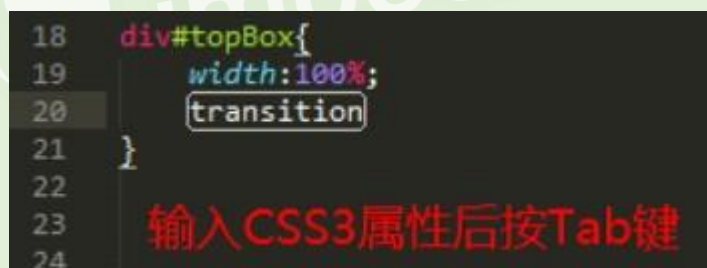 18 div#topBox{
19 width:100%;
20 transition
21 }
22
23 输入CSS3属性后按Tab键
24